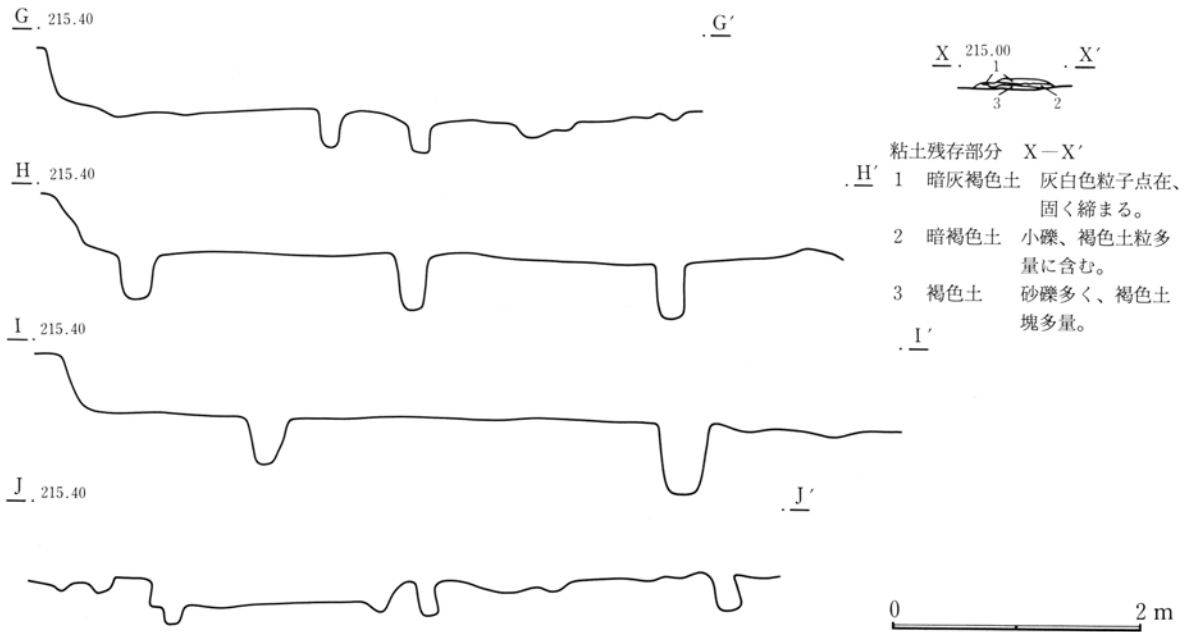 G . 215.40
. G′
X . 215.00 . X′
1
3 2
粘土残存部分 X－X′
1 暗灰褐色土 灰白色粒子点在、
固く締まる。
2 暗褐色土 小礫、褐色土粒多
量に含む。
3 褐色土 砂礫多く、褐色土
塊多量。
H . 215.40
. H′
I . 215.40
. I′
J . 215.40
. J′
0 2 m